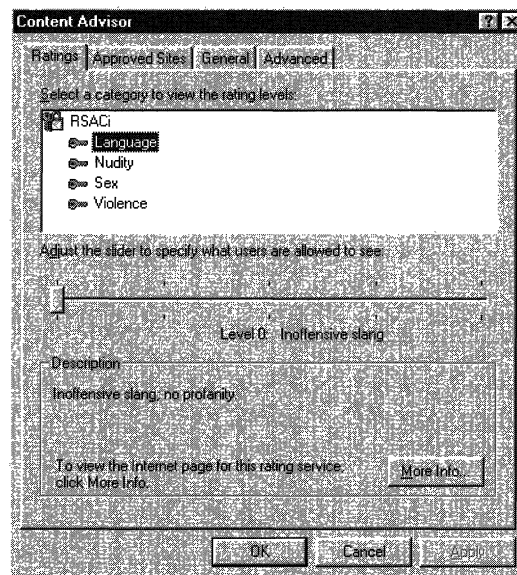 Content Advisor
Ratings Approved Sites General Advanced
Select a category to view the rating levels:
RSACi
Language
Nudity
Sex
Violence
Adjust the slider to specify what users are allowed to see:
Level 0: Inoffensive slang
Description
Inoffensive slang; no profanity.
To view the Internet page for this rating service,
click More Info.
More Info...
OK Cancel Apply